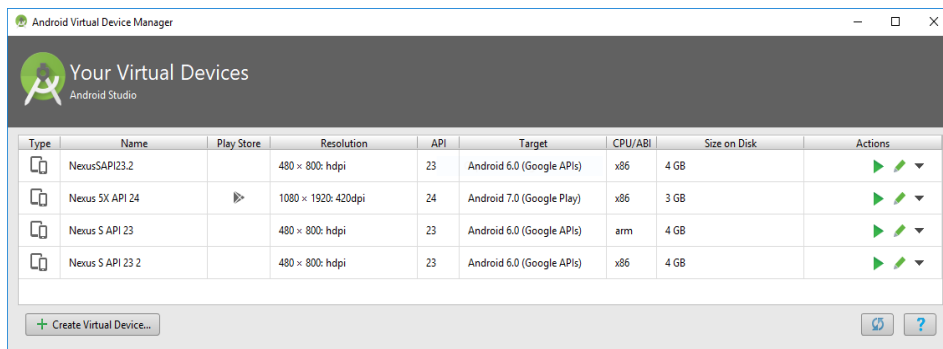 Android Virtual Device Manager
Your Virtual Devices
Android Studio
Type Name Play Store Resolution API Target CPU/ABI Size on Disk Actions
NexusSAPI23.2 480 × 800: hdpi 23 Android 6.0 (Google APIs) x86 4 GB
Nexus 5X API 24 1080 × 1920: 420dpi 24 Android 7.0 (Google Play) x86 3 GB
Nexus S API 23 480 × 800: hdpi 23 Android 6.0 (Google APIs) arm 4 GB
Nexus S API 23 2 480 × 800: hdpi 23 Android 6.0 (Google APIs) x86 4 GB
+ Create Virtual Device... ?